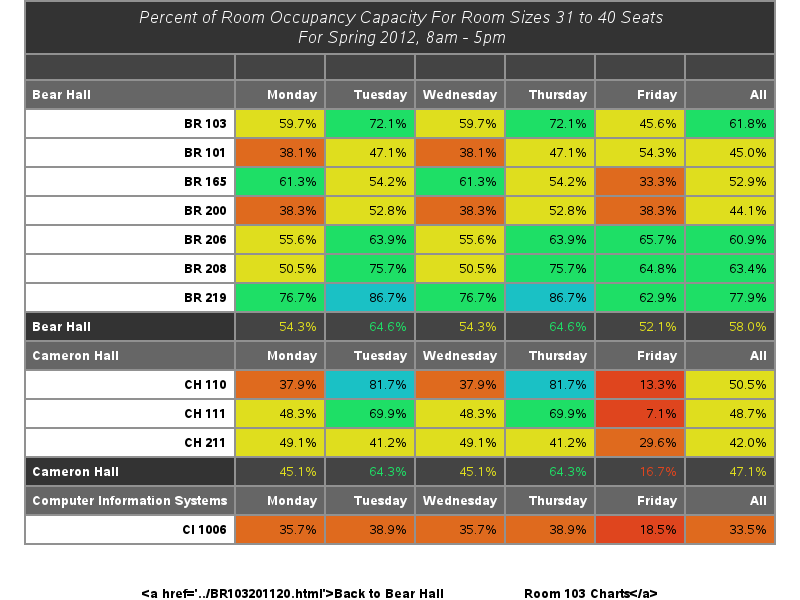 Percent of Room Occupancy Capacity For Room Sizes 31 to 40 Seats
For Spring 2012, 8am - 5pm
Bear Hall Monday Tuesday Wednesday Thursday Friday All
BR 103 59.7% 72.1% 59.7% 72.1% 45.6% 61.8%
BR 101 38.1% 47.1% 38.1% 47.1% 54.3% 45.0%
BR 165 61.3% 54.2% 61.3% 54.2% 33.3% 52.9%
BR 200 38.3% 52.8% 38.3% 52.8% 38.3% 44.1%
BR 206 55.6% 63.9% 55.6% 63.9% 65.7% 60.9%
BR 208 50.5% 75.7% 50.5% 75.7% 64.8% 63.4%
BR 219 76.7% 86.7% 76.7% 86.7% 62.9% 77.9%
Bear Hall 54.3% 64.6% 54.3% 64.6% 52.1% 58.0%
Cameron Hall Monday Tuesday Wednesday Thursday Friday All
CH 110 37.9% 81.7% 37.9% 81.7% 13.3% 50.5%
CH 111 48.3% 69.9% 48.3% 69.9% 7.1% 48.7%
CH 211 49.1% 41.2% 49.1% 41.2% 29.6% 42.0%
Cameron Hall 45.1% 64.3% 45.1% 64.3% 16.7% 47.1%
Computer Information Systems Monday Tuesday Wednesday Thursday Friday All
CI 1006 35.7% 38.9% 35.7% 38.9% 18.5% 33.5%
<a href='../BR103201120.html'>Back to Bear Hall Room 103 Charts</a>